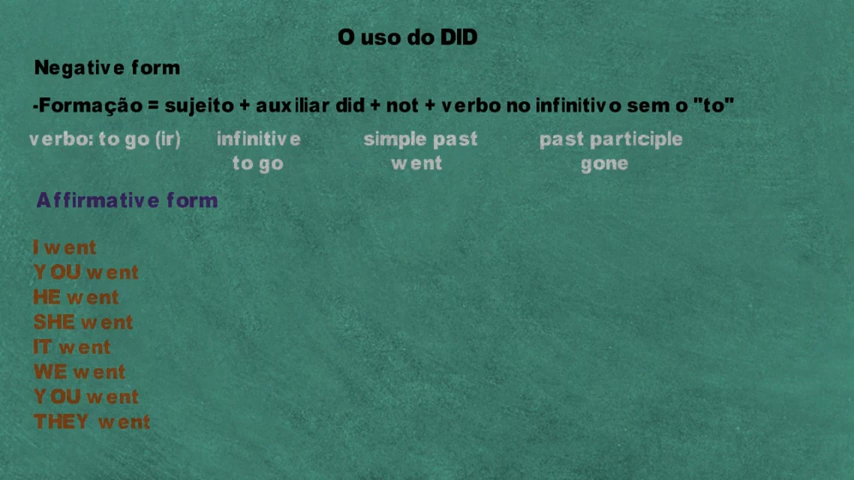 O uso do DID
Negative form
-Formação = sujeito + auxiliar did + not + verbo no infinitivo sem o "to"
verbo: to go (ir) infinitive simple past past participle
to go went gone
Affirmative form
I went
YOU went
HE went
SHE went
IT went
WE went
YOU went
THEY went